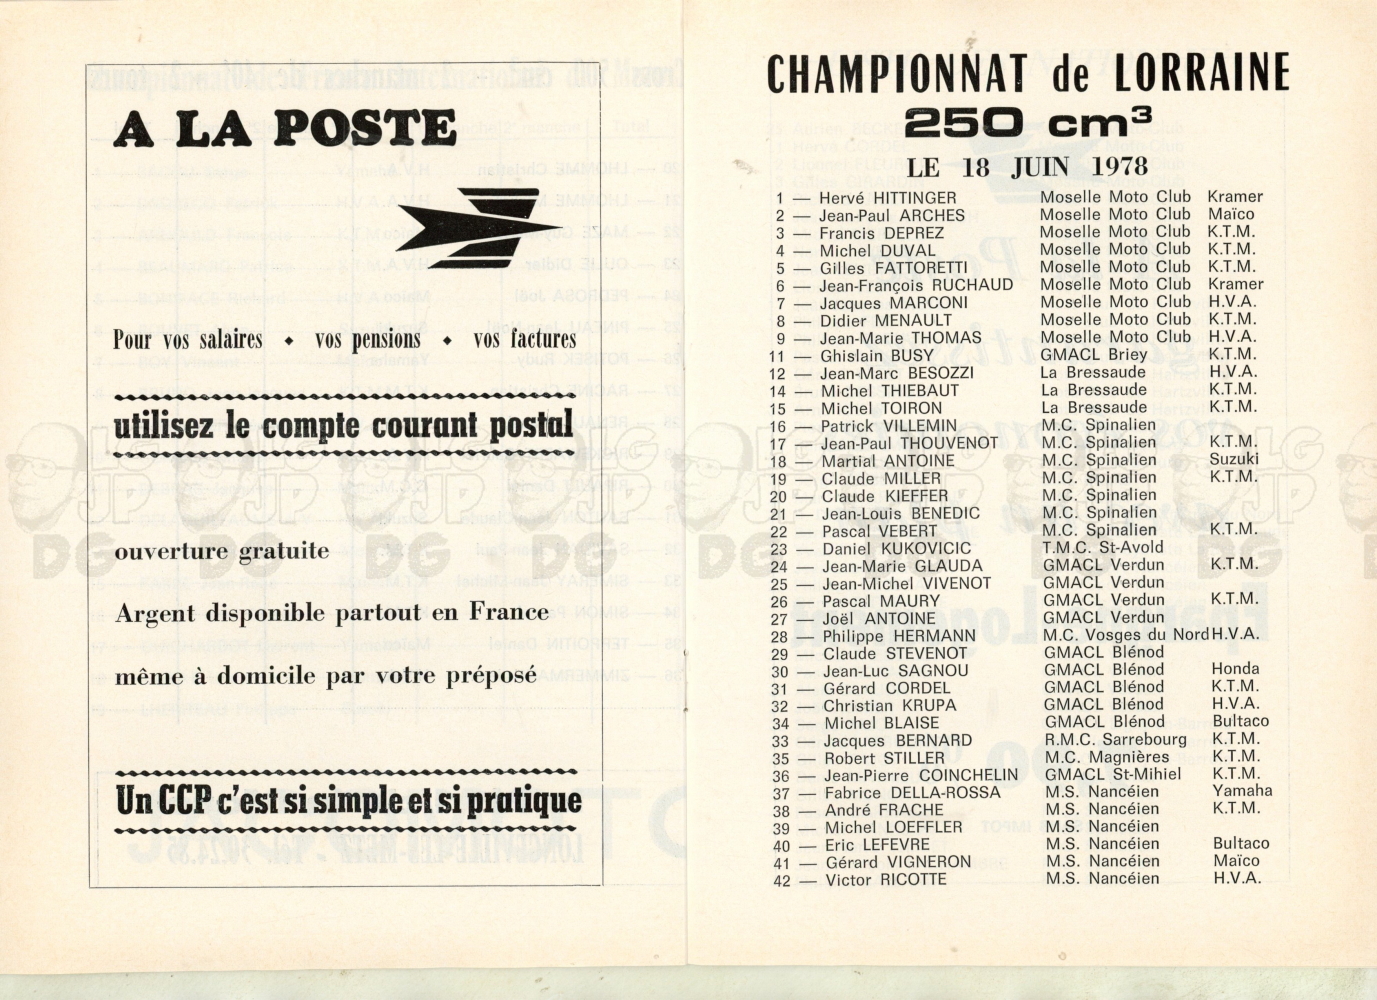 A LA POSTE
Pour vos salaires ◆ vos pensions ◆ vos factures
utilisez le compte courant postal
ouverture gratuite
Argent disponible partout en France
même à domicile par votre préposé
Un CCP c'est si simple et si pratique
CHAMPIONNAT de LORRAINE
250 cm³
LE 18 JUIN 1978
1 — Hervé HITTINGER Moselle Moto Club Kramer
2 — Jean-Paul ARCHES Moselle Moto Club Maïco
3 — Francis DEPREZ Moselle Moto Club K.T.M.
4 — Michel DUVAL Moselle Moto Club K.T.M.
5 — Gilles FATTORETTI Moselle Moto Club K.T.M.
6 — Jean-François RUCHAUD Moselle Moto Club Kramer
7 — Jacques MARCONI Moselle Moto Club H.V.A.
8 — Didier MENAULT Moselle Moto Club K.T.M.
9 — Jean-Marie THOMAS Moselle Moto Club H.V.A.
11 — Ghislain BUSY GMACL Briey K.T.M.
12 — Jean-Marc BESOZZI La Bressaude H.V.A.
14 — Michel THIEBAUT La Bressaude K.T.M.
15 — Michel TOIRON La Bressaude K.T.M.
16 — Patrick VILLEMIN M.C. Spinalien
17 — Jean-Paul THOUVENOT M.C. Spinalien K.T.M.
18 — Martial ANTOINE M.C. Spinalien Suzuki
19 — Claude MILLER M.C. Spinalien K.T.M.
20 — Claude KIEFFER M.C. Spinalien
21 — Jean-Louis BENEDIC M.C. Spinalien
22 — Pascal VEBERT M.C. Spinalien K.T.M.
23 — Daniel KUKOVICIC T.M.C. St-Avold
24 — Jean-Marie GLAUDA GMACL Verdun K.T.M.
25 — Jean-Michel VIVENOT GMACL Verdun
26 — Pascal MAURY GMACL Verdun K.T.M.
27 — Joël ANTOINE GMACL Verdun
28 — Philippe HERMANN M.C. Vosges du Nord H.V.A.
29 — Claude STEVENOT GMACL Blénod
30 — Jean-Luc SAGNOU GMACL Blénod Honda
31 — Gérard CORDEL GMACL Blénod K.T.M.
32 — Christian KRUPA GMACL Blénod H.V.A.
34 — Michel BLAISE GMACL Blénod Bultaco
33 — Jacques BERNARD R.M.C. Sarrebourg K.T.M.
35 — Robert STILLER M.C. Magnières K.T.M.
36 — Jean-Pierre COINCHELIN GMACL St-Mihiel K.T.M.
37 — Fabrice DELLA-ROSSA M.S. Nancéien Yamaha
38 — André FRACHE M.S. Nancéien K.T.M.
39 — Michel LOEFFLER M.S. Nancéien
40 — Eric LEFEVRE M.S. Nancéien Bultaco
41 — Gérard VIGNERON M.S. Nancéien Maïco
42 — Victor RICOTTE M.S. Nancéien H.V.A.